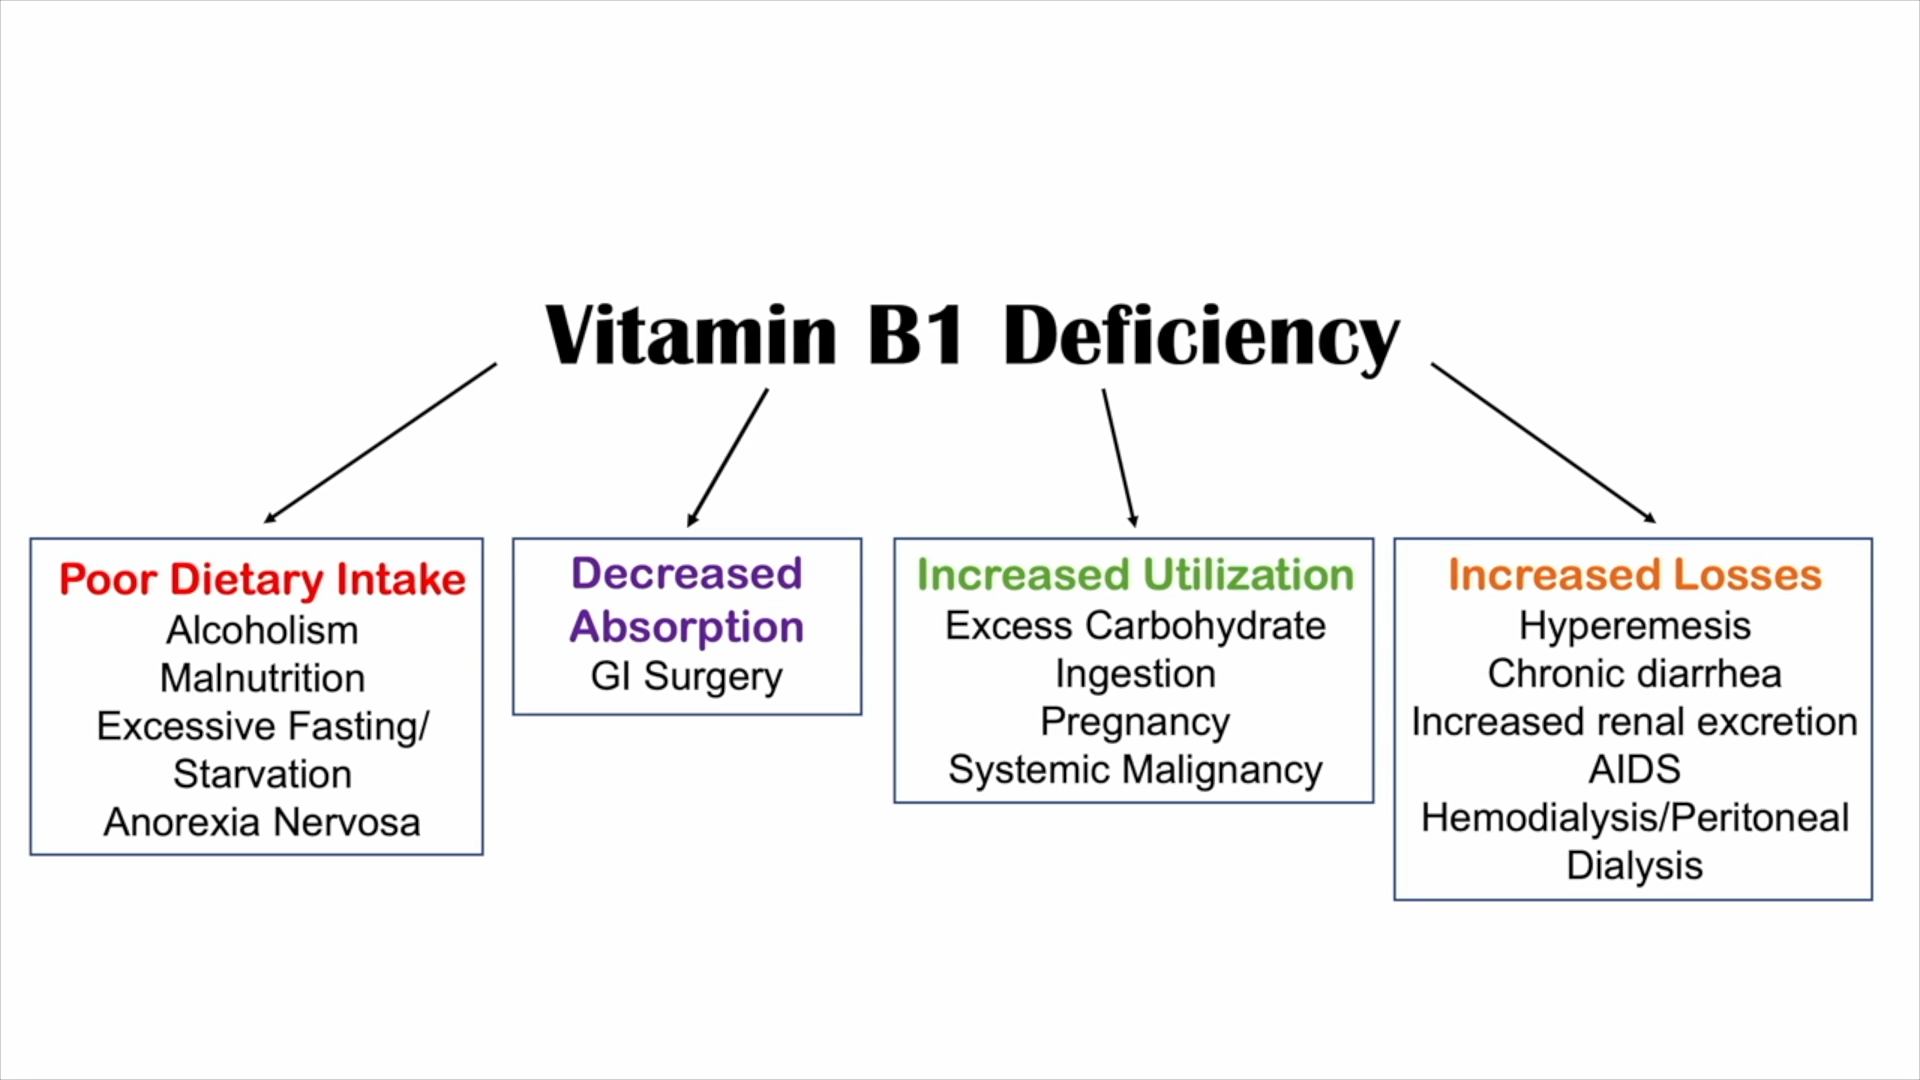 Vitamin B1 Deficiency
Poor Dietary Intake
Alcoholism
Malnutrition
Excessive Fasting/
Starvation
Anorexia Nervosa
Decreased
Absorption
GI Surgery
Increased Utilization
Excess Carbohydrate
Ingestion
Pregnancy
Systemic Malignancy
Increased Losses
Hyperemesis
Chronic diarrhea
Increased renal excretion
AIDS
Hemodialysis/Peritoneal
Dialysis